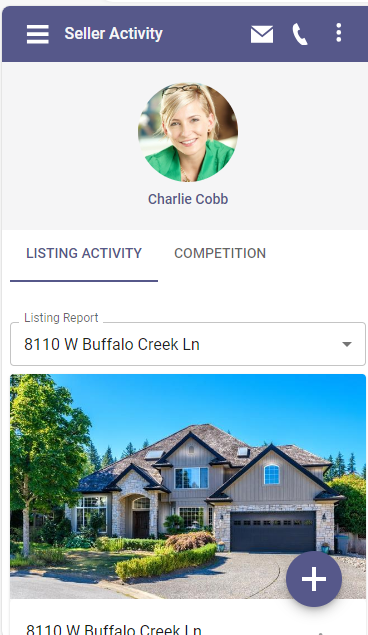 Seller Activity
Charlie Cobb
LISTING ACTIVITY COMPETITION
Listing Report
8110 W Buffalo Creek Ln
8110 W Buffalo Creek Ln